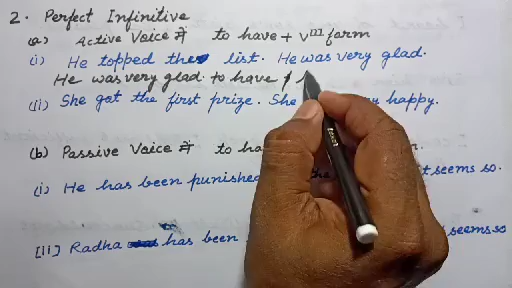 2. Perfect Infinitive
(a) Active Voice में to have + vᴵᴵᴵ form
(i) He topped the list. He was very glad.
He was very glad to have
(ii) She got the first prize. She happy.
(b) Passive Voice में to
(i) He has been punished seems so.
[ii] Radha has been seems so